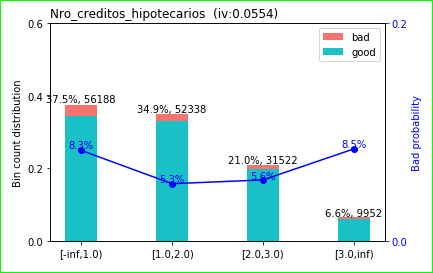 Nro_creditos_hipotecarios (iv:0.0554)
0.6
0.4
0.2
0.0
Bin count distribution
bad
good
37.5%, 56188
34.9%, 52338
21.0%, 31522
6.6%, 9952
8.3%
5.3%
5.6%
8.5%
[-inf,1.0)
[1.0,2.0)
[2.0,3.0)
[3.0,inf)
0.2
0.0
Bad probability